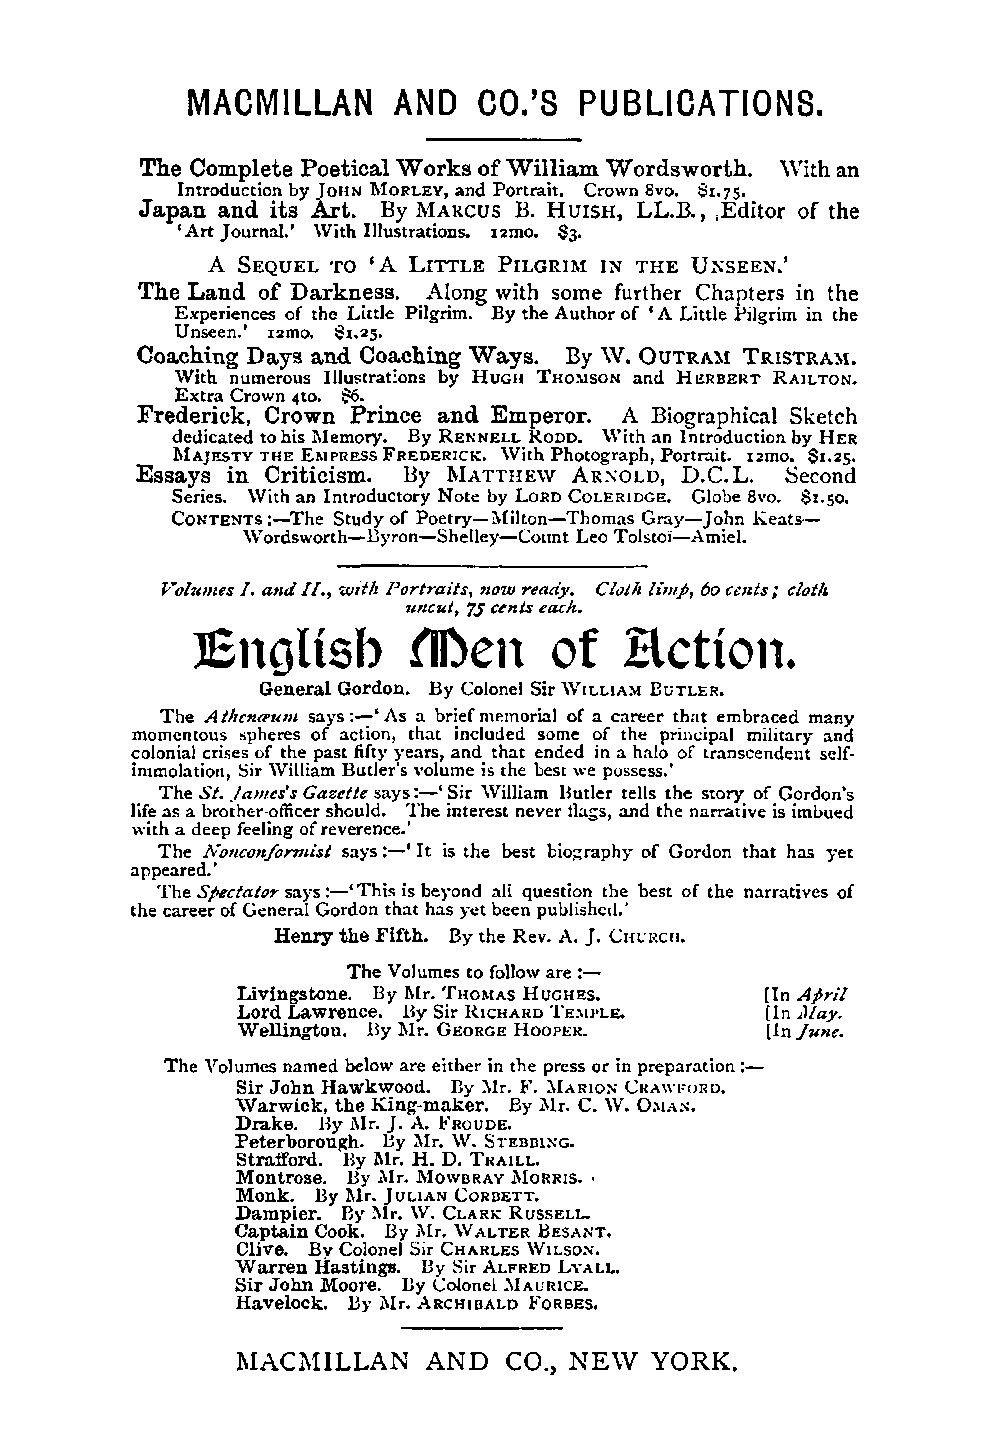 MACMILLAN AND CO.'S PUBLICATIONS.
The Complete Poetical Works of William Wordsworth. With an
Introduction by JOHN MORLEY, and Portrait. Crown 8vo. $1.75.
Japan and its Art. By MARCUS B. HUISH, LL.B., Editor of the
'Art Journal.' With Illustrations. 12mo. $3.
A SEQUEL TO 'A LITTLE PILGRIM IN THE UNSEEN.'
The Land of Darkness. Along with some further Chapters in the
Experiences of the Little Pilgrim. By the Author of 'A Little Pilgrim in the
Unseen.' 12mo. $1.25.
Coaching Days and Coaching Ways. By W. OUTRAM TRISTRAM.
With numerous Illustrations by HUGH THOMSON and HERBERT RAILTON.
Extra Crown 4to. $6.
Frederick, Crown Prince and Emperor. A Biographical Sketch
dedicated to his Memory. By RENNELL RODD. With an Introduction by HER
MAJESTY THE EMPRESS FREDERICK. With Photograph, Portrait. 12mo. $1.25.
Essays in Criticism. By MATTHEW ARNOLD, D.C.L. Second
Series. With an Introductory Note by LORD COLERIDGE. Globe 8vo. $1.50.
CONTENTS:—The Study of Poetry—Milton—Thomas Gray—John Keats—
Wordsworth—Byron—Shelley—Count Leo Tolstoi—Amiel.
Volumes I. and II., with Portraits, now ready. Cloth limp, 60 cents; cloth
uncut, 75 cents each.
English Men of Action.
General Gordon. By Colonel Sir WILLIAM BUTLER.
The Athenæum says:—'As a brief memorial of a career that embraced many
momentous spheres of action, that included some of the principal military and
colonial crises of the past fifty years, and that ended in a halo of transcendent self-
immolation, Sir William Butler's volume is the best we possess.'
The St. James's Gazette says:—'Sir William Butler tells the story of Gordon's
life as a brother-officer should. The interest never flags, and the narrative is imbued
with a deep feeling of reverence.'
The Nonconformist says:—'It is the best biography of Gordon that has yet
appeared.'
The Spectator says:—'This is beyond all question the best of the narratives of
the career of General Gordon that has yet been published.'
Henry the Fifth. By the Rev. A. J. CHURCH.
The Volumes to follow are:—
Livingstone. By Mr. THOMAS HUGHES. [In April
Lord Lawrence. By Sir RICHARD TEMPLE. [In May.
Wellington. By Mr. GEORGE HOOPER. [In June.
The Volumes named below are either in the press or in preparation:—
Sir John Hawkwood. By Mr. F. MARION CRAWFORD.
Warwick, the King-maker. By Mr. C. W. OMAN.
Drake. By Mr. J. A. FROUDE.
Peterborough. By Mr. W. STEBBING.
Strafford. By Mr. H. D. TRAILL.
Montrose. By Mr. MOWBRAY MORRIS.
Monk. By Mr. JULIAN CORBETT.
Dampier. By Mr. W. CLARK RUSSELL.
Captain Cook. By Mr. WALTER BESANT.
Clive. By Colonel Sir CHARLES WILSON.
Warren Hastings. By Sir ALFRED LYALL.
Sir John Moore. By Colonel MAURICE.
Havelock. By Mr. ARCHIBALD FORBES.
MACMILLAN AND CO., NEW YORK.